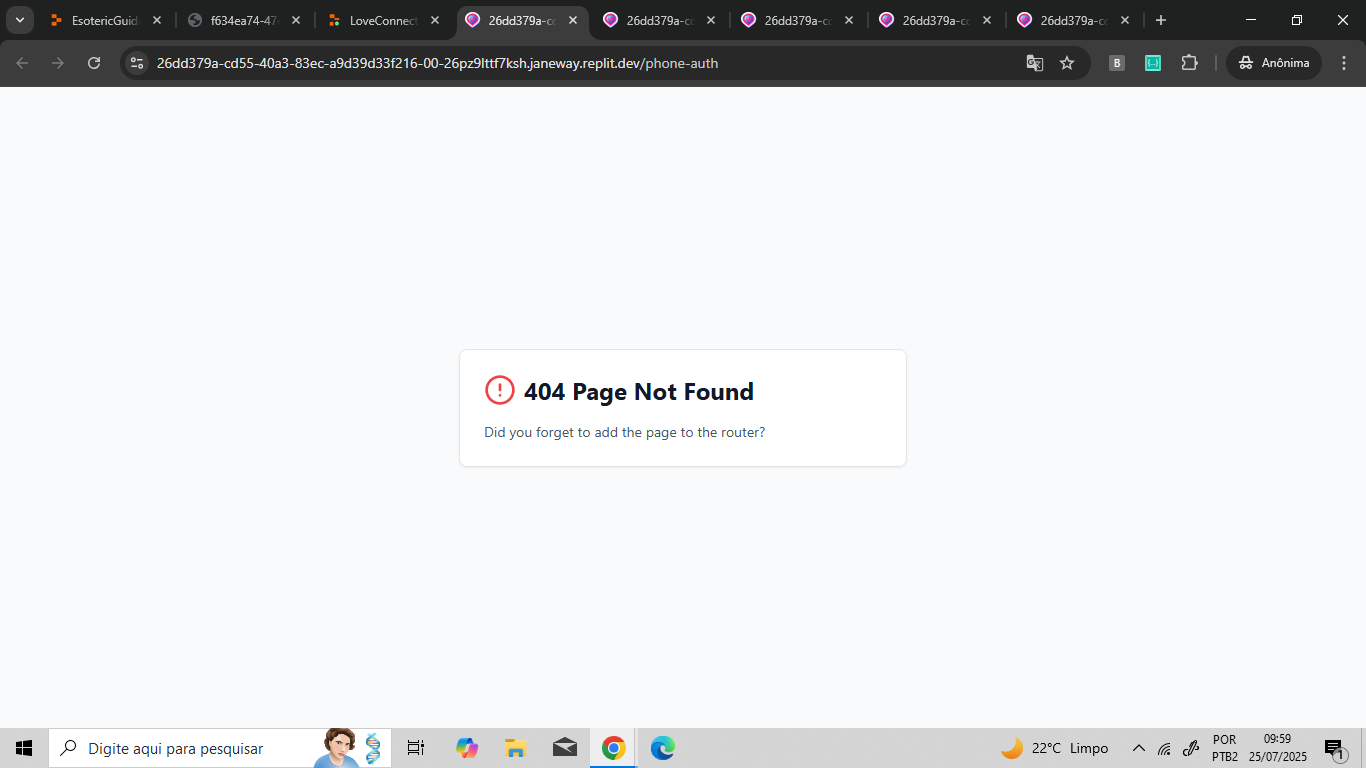 EsotericGuid
f634ea74-47
LoveConnect
26dd379a-cc
26dd379a-cc
26dd379a-cc
26dd379a-cc
26dd379a-cc
26dd379a-cd55-40a3-83ec-a9d39d33f216-00-26pz9lttf7ksh.janeway.replit.dev/phone-auth
B
Anônima
404 Page Not Found
Did you forget to add the page to the router?
Digite aqui para pesquisar
22°C Limpo
POR
PTB2
09:59
25/07/2025
1